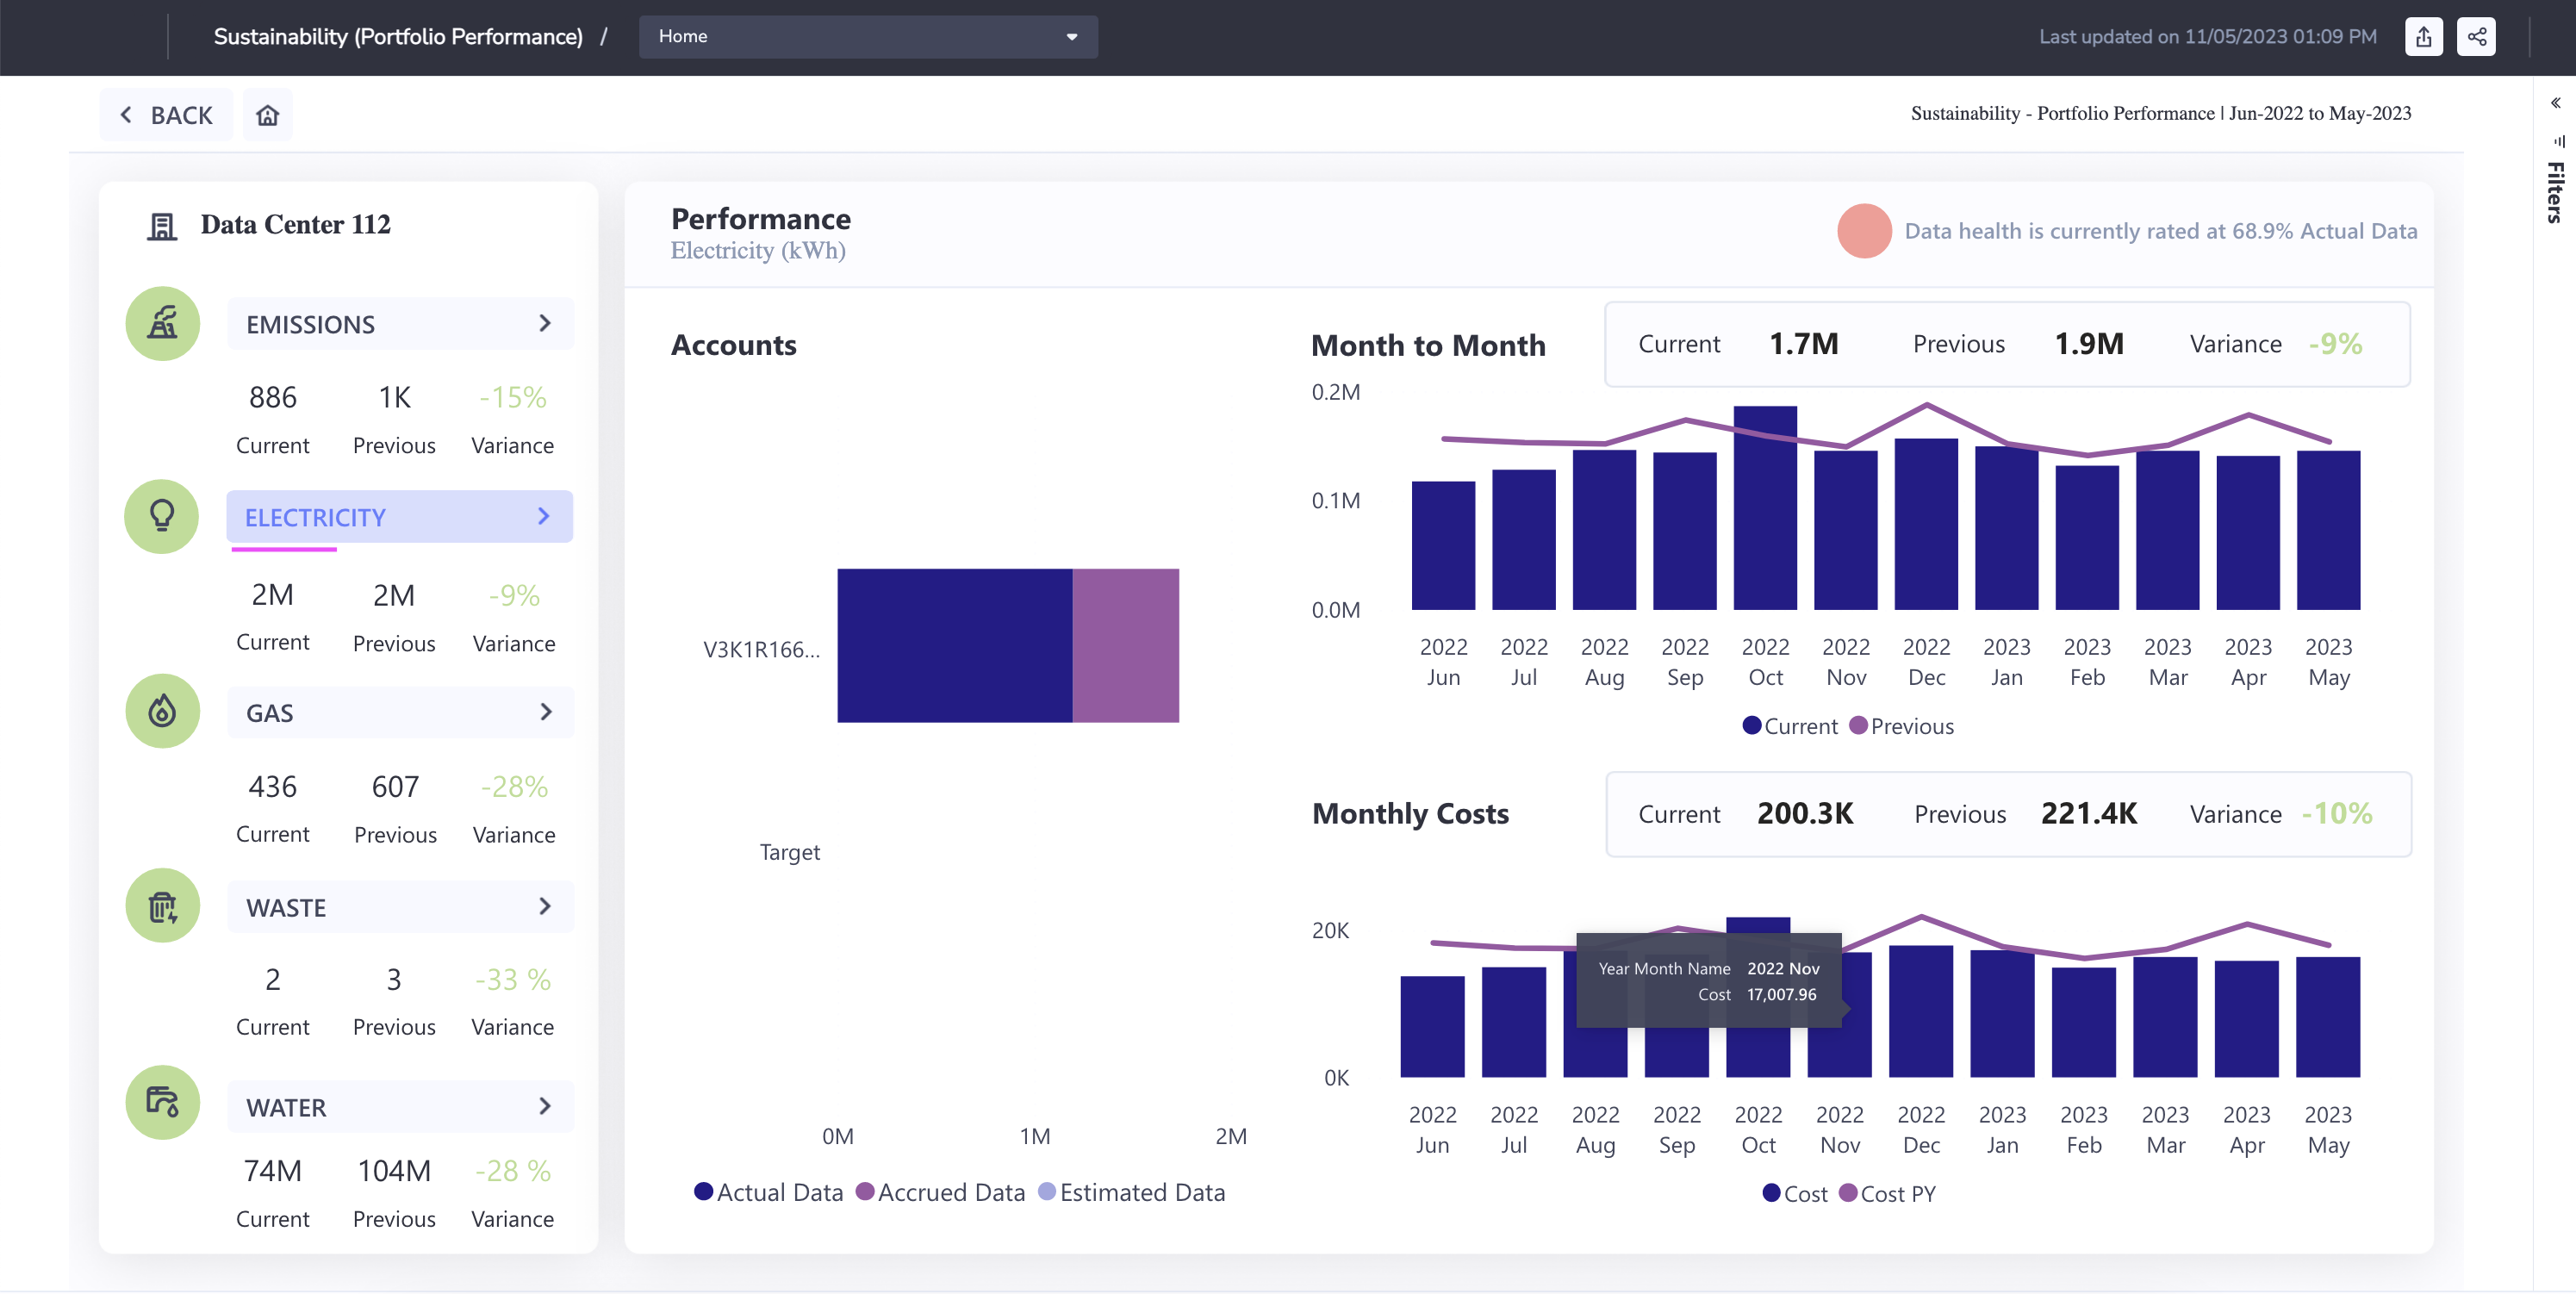 Sustainability (Portfolio Performance) / Home
Last updated on 11/05/2023 01:09 PM
BACK
Sustainability - Portfolio Performance | Jun-2022 to May-2023
Filters
Data Center 112
EMISSIONS
886 1K -15%
Current Previous Variance
ELECTRICITY
2M 2M -9%
Current Previous Variance
GAS
436 607 -28%
Current Previous Variance
WASTE
2 3 -33 %
Current Previous Variance
WATER
74M 104M -28 %
Current Previous Variance
Performance
Electricity (kWh)
Data health is currently rated at 68.9% Actual Data
Accounts
V3K1R166...
Target
0M 1M 2M
Actual Data Accrued Data Estimated Data
Month to Month
Current 1.7M Previous 1.9M Variance -9%
0.2M
0.1M
0.0M
2022 2022 2022 2022 2022 2022 2022 2023 2023 2023 2023 2023
Jun Jul Aug Sep Oct Nov Dec Jan Feb Mar Apr May
Current Previous
Monthly Costs
Current 200.3K Previous 221.4K Variance -10%
20K
Year Month Name 2022 Nov
Cost 17,007.96
0K
2022 2022 2022 2022 2022 2022 2022 2023 2023 2023 2023 2023
Jun Jul Aug Sep Oct Nov Dec Jan Feb Mar Apr May
Cost Cost PY